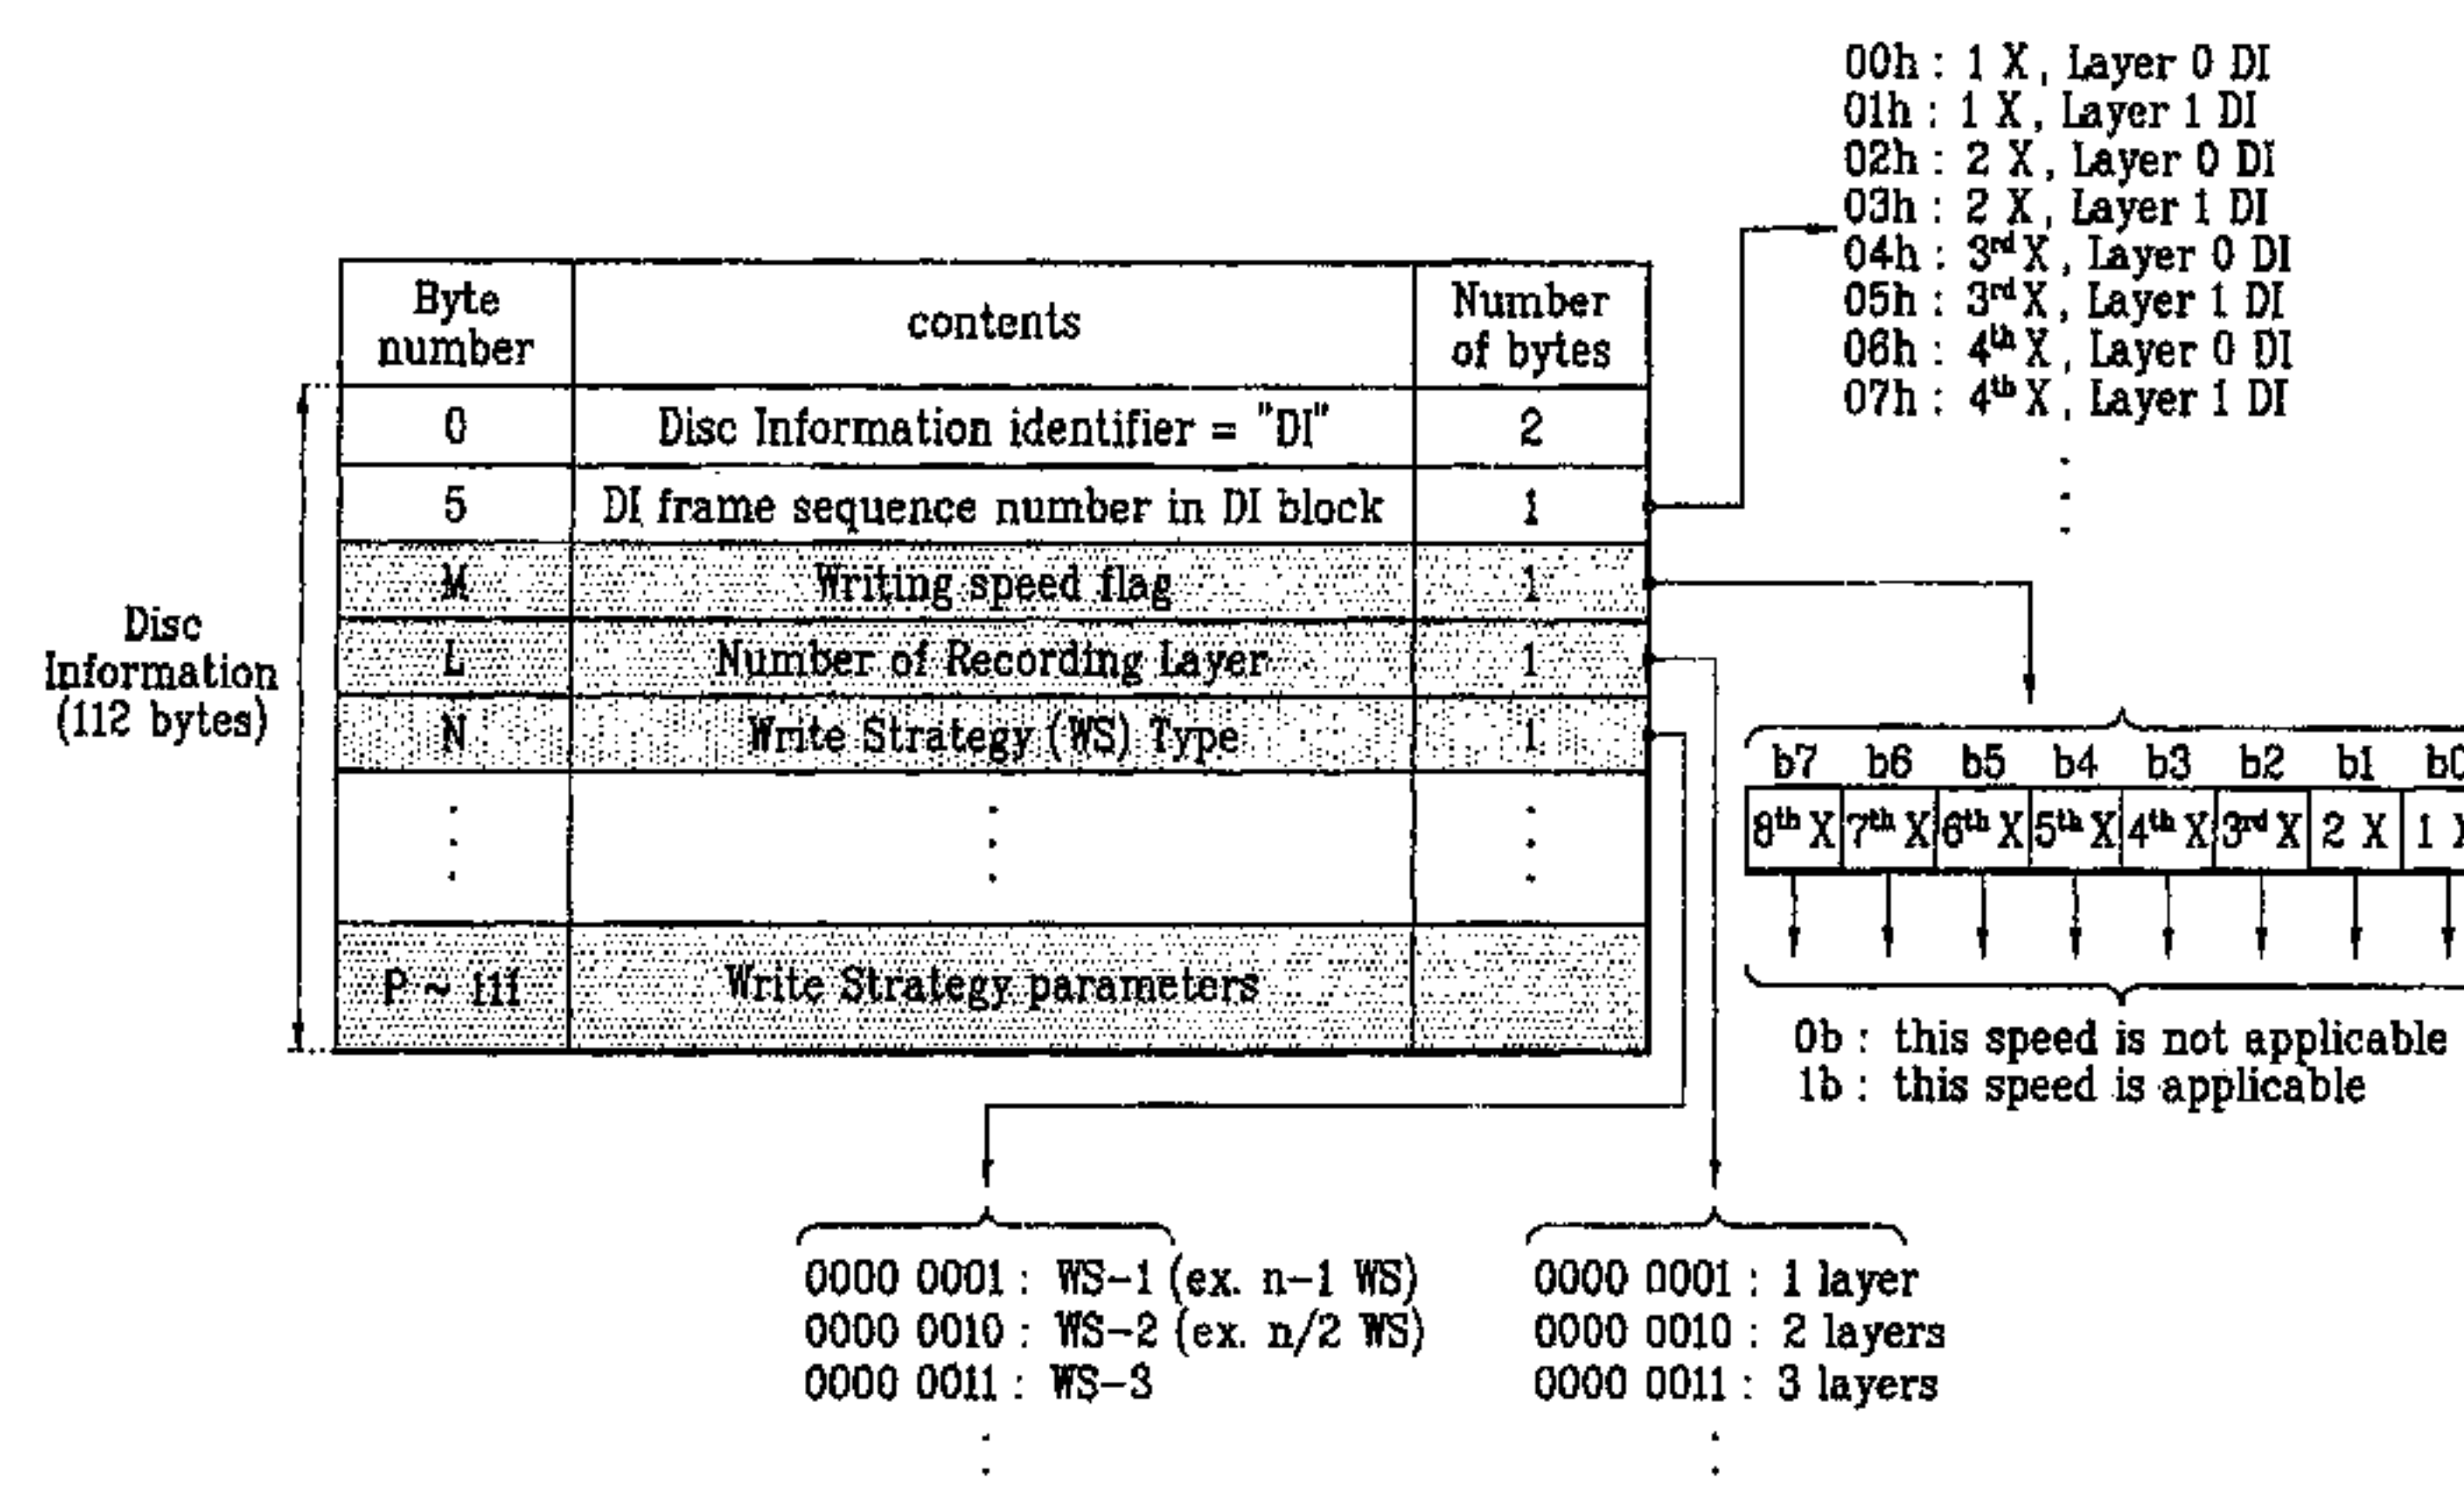 00h : 1 X, Layer 0 DI
01h : 1 X, Layer 1 DI
02h : 2 X, Layer 0 DI
03h : 2 X, Layer 1 DI
04h : 3rd X, Layer 0 DI
05h : 3rd X, Layer 1 DI
06h : 4th X, Layer 0 DI
07h : 4th X, Layer 1 DI
Byte number contents Number of bytes
0 Disc Information identifier = "DI" 2
5 DI frame sequence number in DI block 1
M Writing speed flag 1
L Number of Recording Layer 1
N Write Strategy (WS) Type 1
P ~ 111 Write Strategy parameters
Disc
Information
(112 bytes)
b7 b6 b5 b4 b3 b2 b1 b0
8th X 7th X 6th X 5th X 4th X 3rd X 2 X 1 X
0b : this speed is not applicable
1b : this speed is applicable
0000 0001 : WS-1 (ex. n-1 WS)
0000 0010 : WS-2 (ex. n/2 WS)
0000 0011 : WS-3
0000 0001 : 1 layer
0000 0010 : 2 layers
0000 0011 : 3 layers